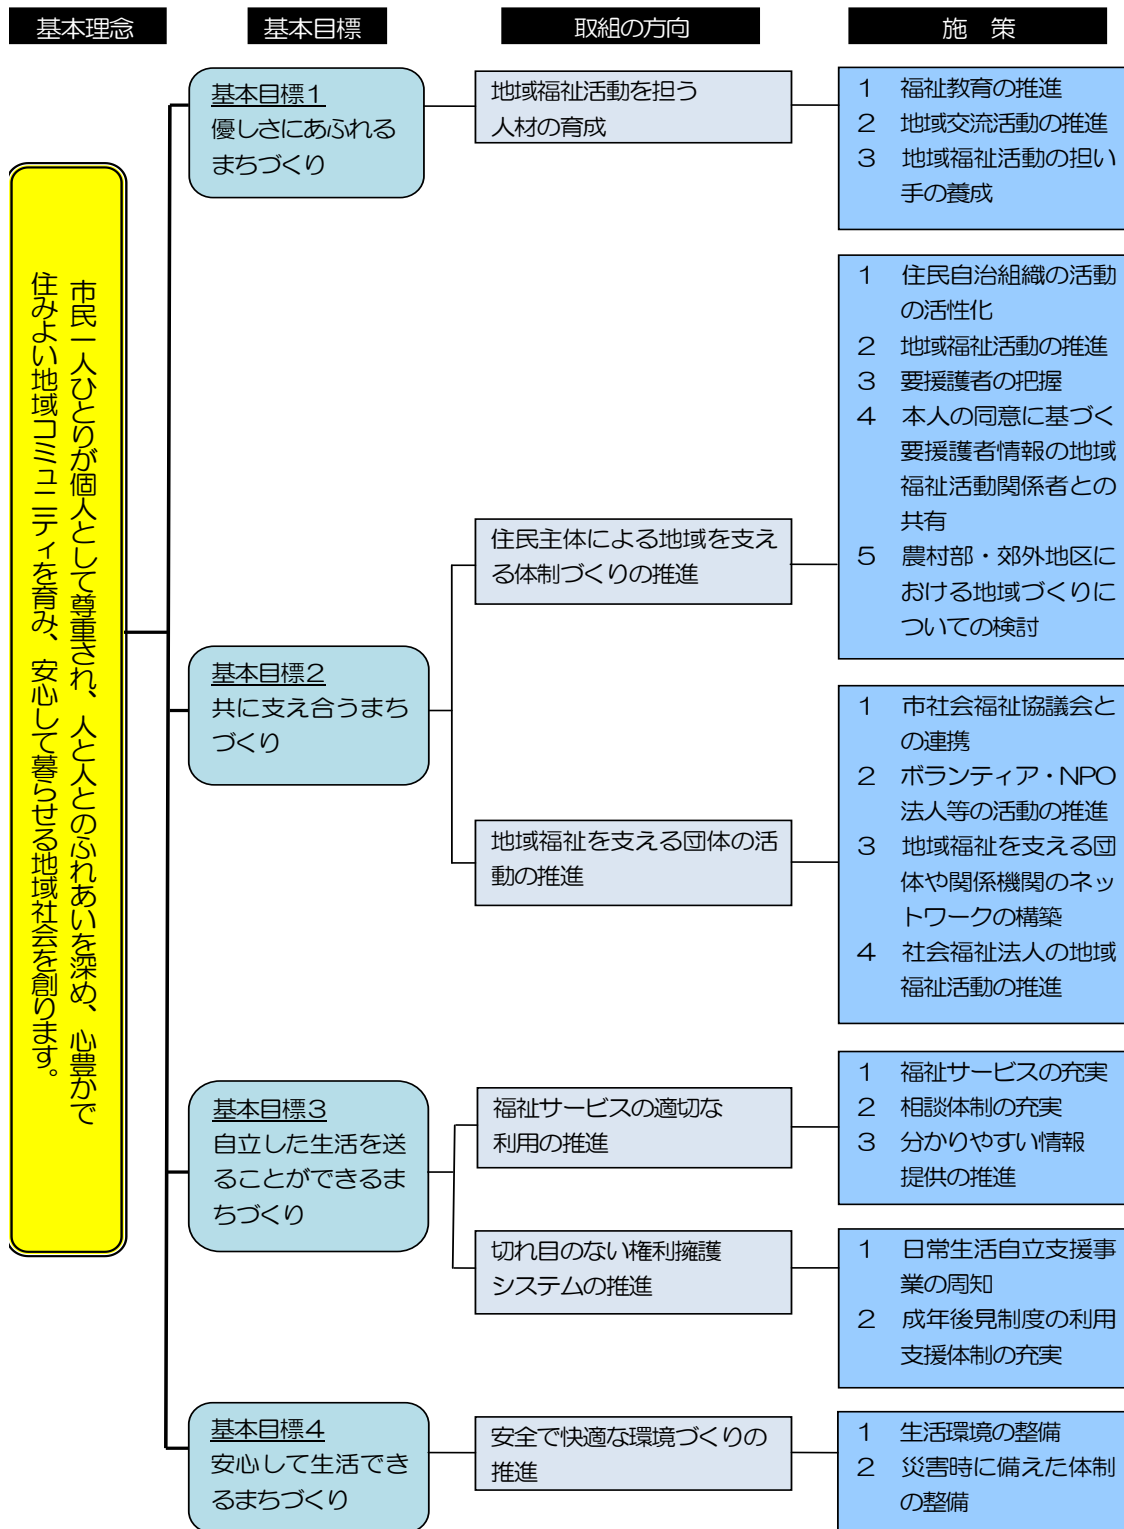 基本理念
基本目標
取組の方向
施　策
市民一人ひとりが個人として尊重され、人と人とのふれあいを深め、心豊かで
住みよい地域コミュニティを育み、安心して暮らせる地域社会を創ります。
基本目標１
優しさにあふれる
まちづくり
地域福祉活動を担う
人材の育成
１　福祉教育の推進
２　地域交流活動の推進
３　地域福祉活動の担い
手の養成
基本目標２
共に支え合うまち
づくり
住民主体による地域を支え
る体制づくりの推進
１　住民自治組織の活動
の活性化
２　地域福祉活動の推進
３　要援護者の把握
４　本人の同意に基づく
要援護者情報の地域
福祉活動関係者との
共有
５　農村部・郊外地区に
おける地域づくりに
ついての検討
地域福祉を支える団体の活
動の推進
１　市社会福祉協議会と
の連携
２　ボランティア・NPO
法人等の活動の推進
３　地域福祉を支える団
体や関係機関のネッ
トワークの構築
４　社会福祉法人の地域
福祉活動の推進
基本目標３
自立した生活を送
ることができるま
ちづくり
福祉サービスの適切な
利用の推進
１　福祉サービスの充実
２　相談体制の充実
３　分かりやすい情報
提供の推進
切れ目のない権利擁護
システムの推進
１　日常生活自立支援事
業の周知
２　成年後見制度の利用
支援体制の充実
基本目標４
安心して生活でき
るまちづくり
安全で快適な環境づくりの
推進
１　生活環境の整備
２　災害時に備えた体制
の整備